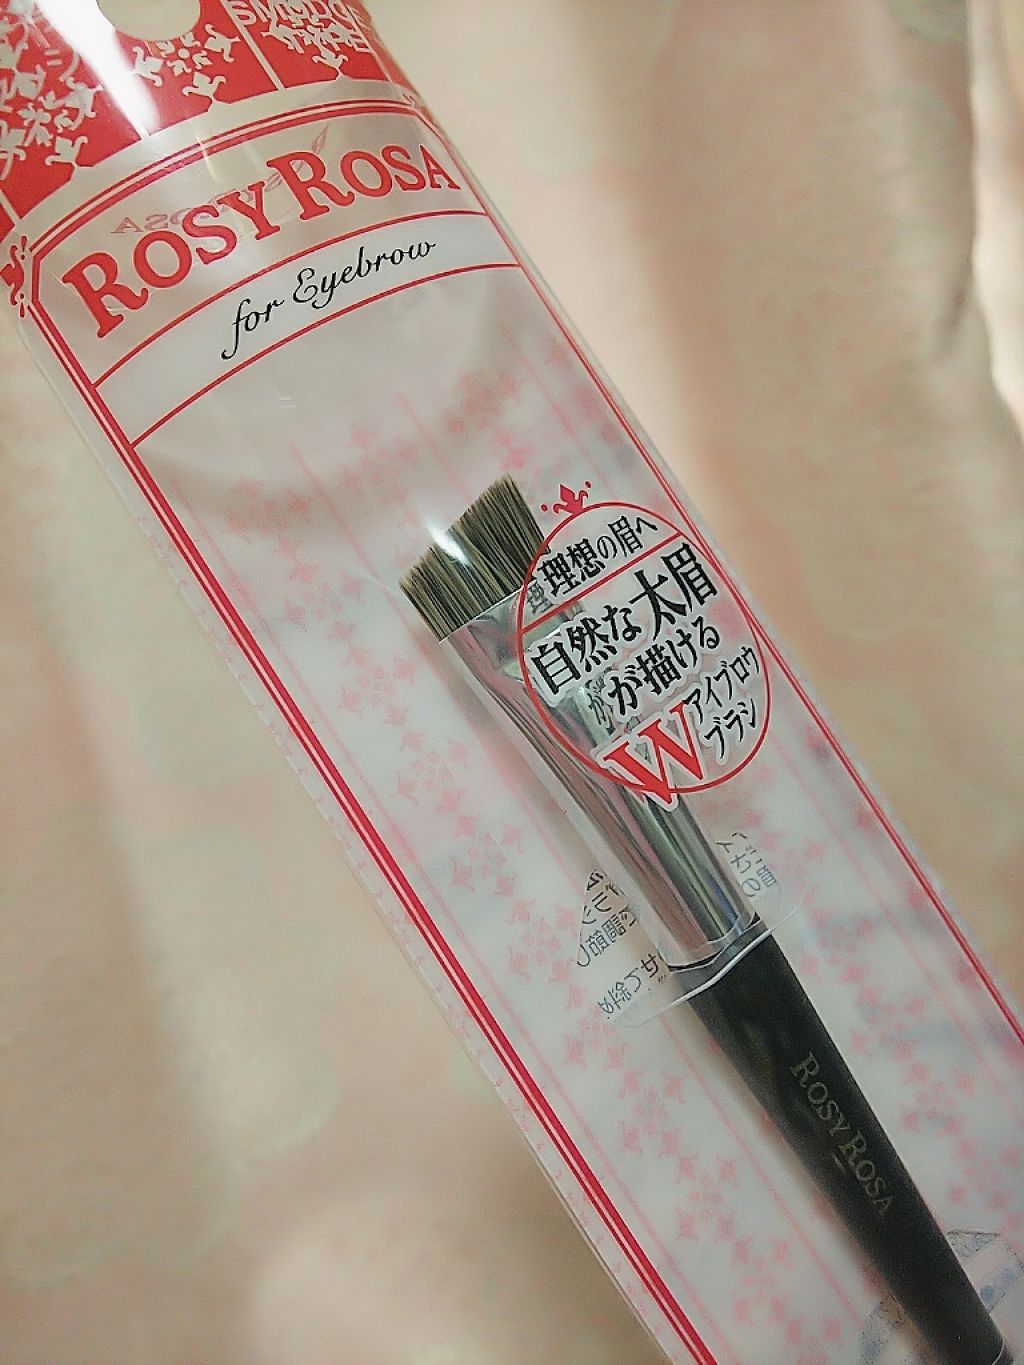 ROSY ROSA
for Eyebrow
理想の眉へ
自然な太眉
が描ける
W アイブロウ
ブラシ
ROSY ROSA